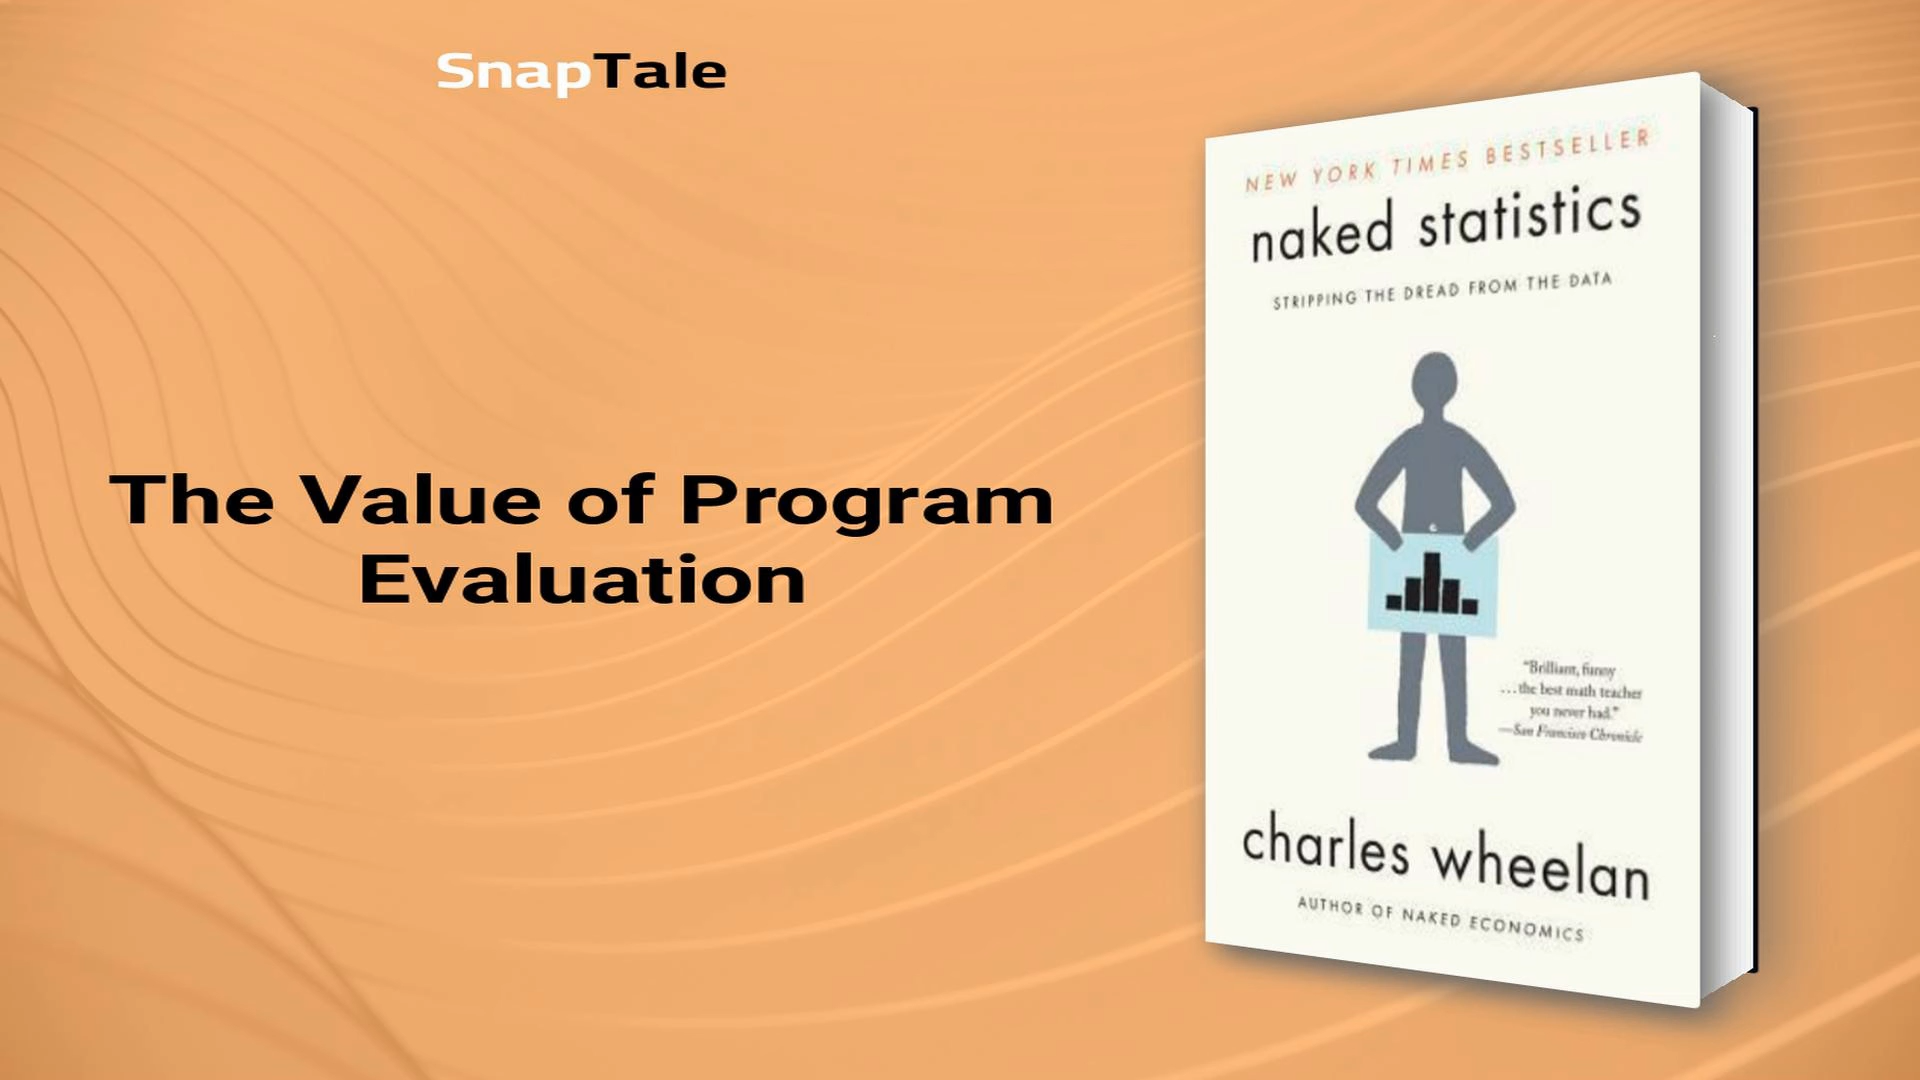 SnapTale
The Value of Program
Evaluation
NEW YORK TIMES BESTSELLER
naked statistics
STRIPPING THE DREAD FROM THE DATA
"Brilliant, funny
...the best math teacher
you never had."
—San Francisco Chronicle
charles wheelan
AUTHOR OF NAKED ECONOMICS